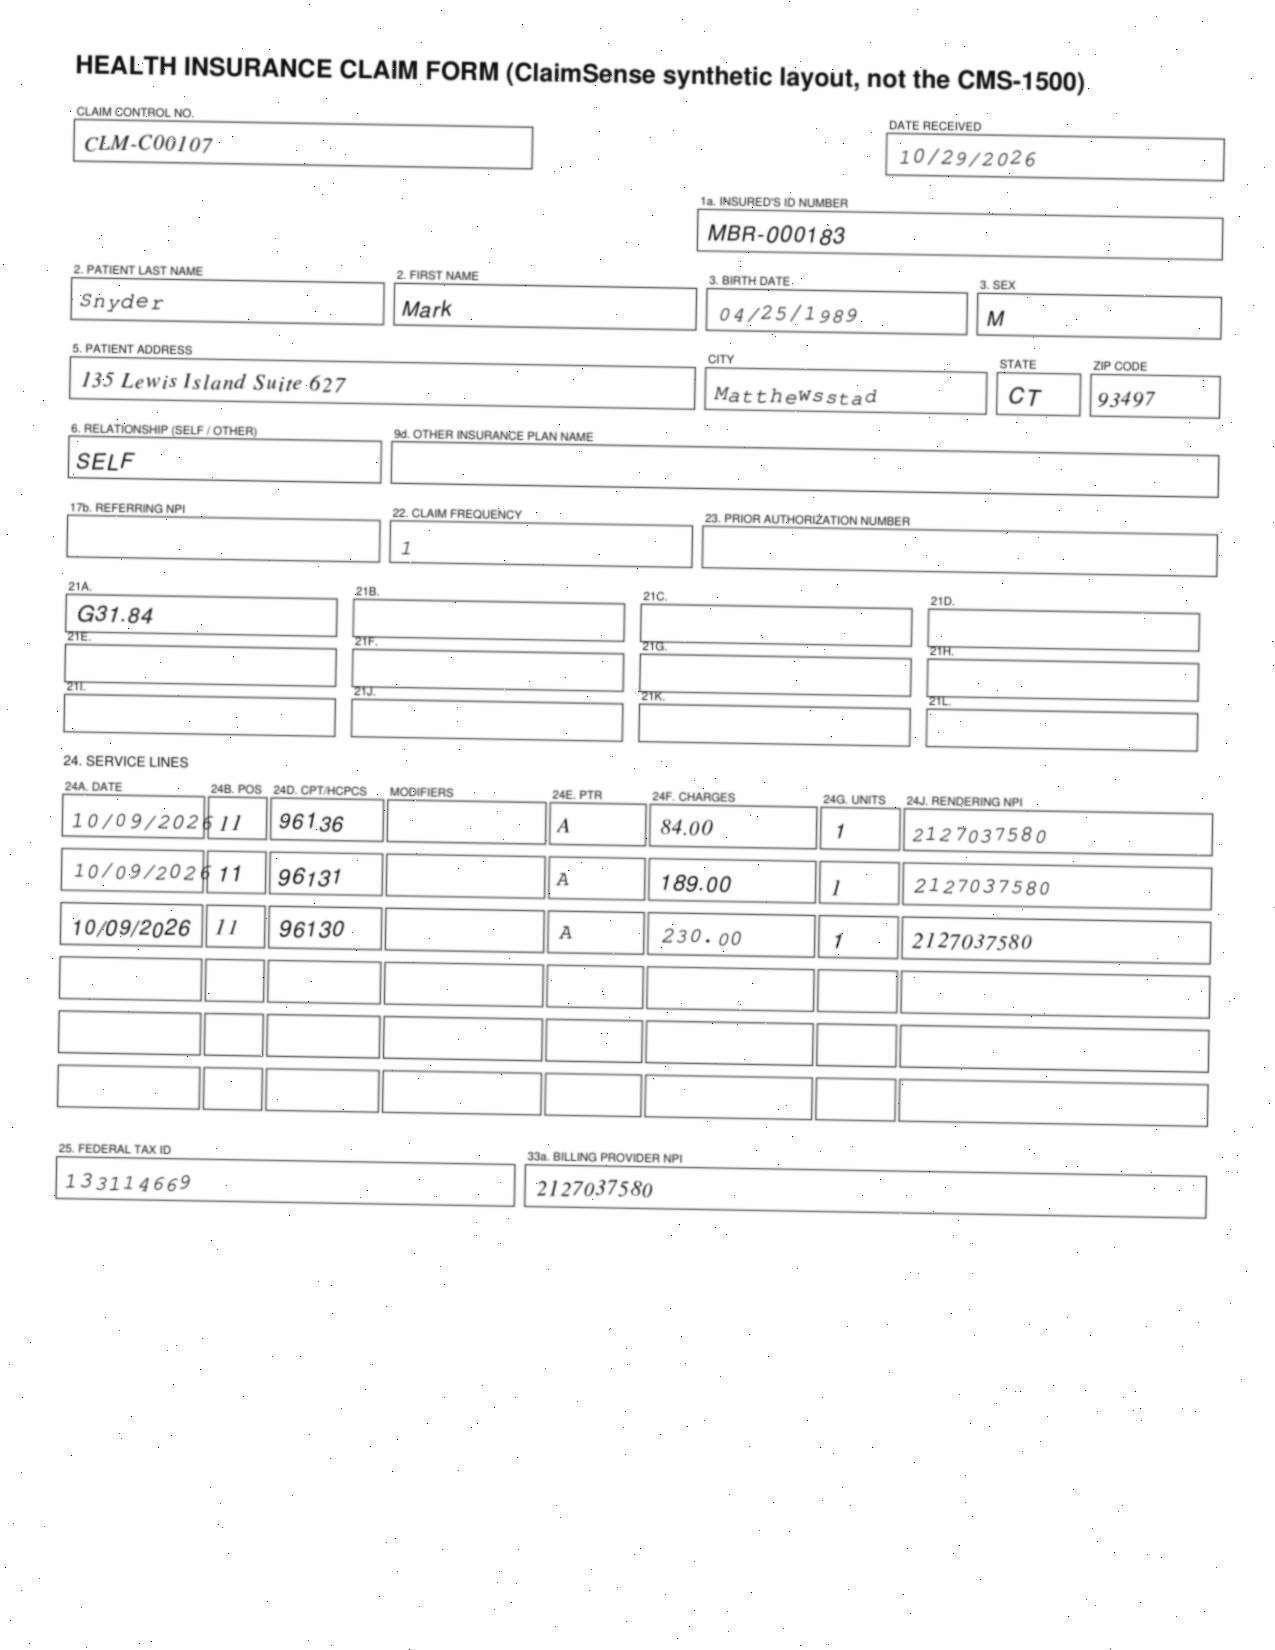 HEALTH INSURANCE CLAIM FORM (ClaimSense synthetic layout, not the CMS-1500)
CLAIM CONTROL NO.
CLM-C00107
DATE RECEIVED
10/29/2026
1a. INSURED'S ID NUMBER
MBR-000183
2. PATIENT LAST NAME 2. FIRST NAME 3. BIRTH DATE 3. SEX
Snyder Mark 04/25/1989 M
5. PATIENT ADDRESS CITY STATE ZIP CODE
135 Lewis Island Suite 627 Matthewsstad CT 93497
6. RELATIONSHIP (SELF / OTHER) 9d. OTHER INSURANCE PLAN NAME
SELF
17b. REFERRING NPI 22. CLAIM FREQUENCY 23. PRIOR AUTHORIZATION NUMBER
1
21A. 21B. 21C. 21D.
G31.84
21E. 21F. 21G. 21H.
21I. 21J. 21K. 21L.
24. SERVICE LINES
24A. DATE 24B. POS 24D. CPT/HCPCS MODIFIERS 24E. PTR 24F. CHARGES 24G. UNITS 24J. RENDERING NPI
10/09/2026 11 96136 A 84.00 1 2127037580
10/09/2026 11 96131 A 189.00 1 2127037580
10/09/2026 11 96130 A 230.00 1 2127037580
25. FEDERAL TAX ID 33a. BILLING PROVIDER NPI
133114669 2127037580